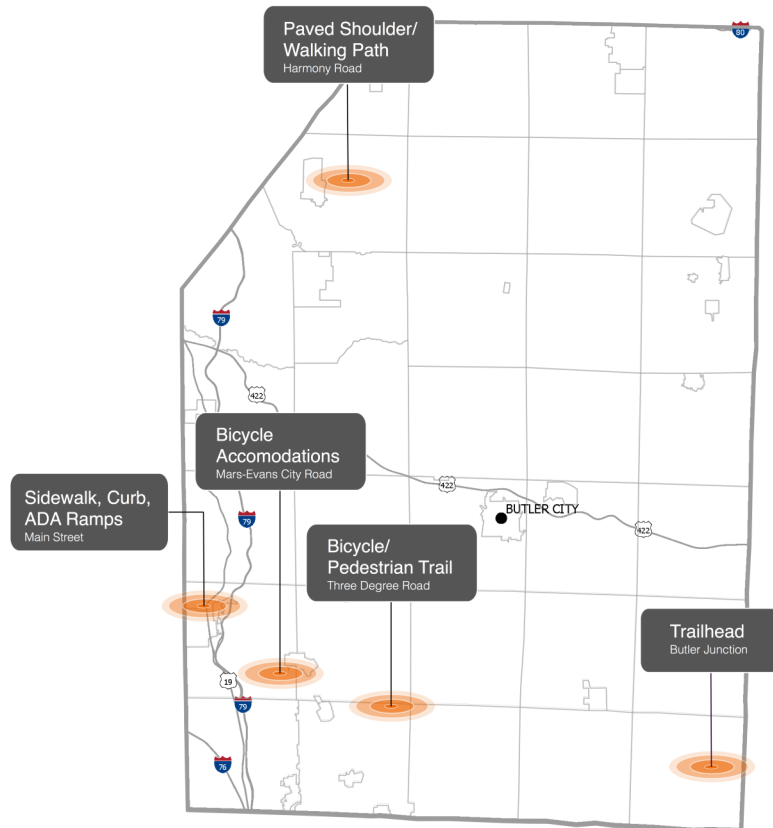 Paved Shoulder/
Walking Path
Harmony Road
80
79
422
Bicycle
Accomodations
Mars-Evans City Road
422
Sidewalk, Curb,
ADA Ramps
Main Street
79
BUTLER CITY
422
Bicycle/
Pedestrian Trail
Three Degree Road
Trailhead
Butler Junction
19
79
76